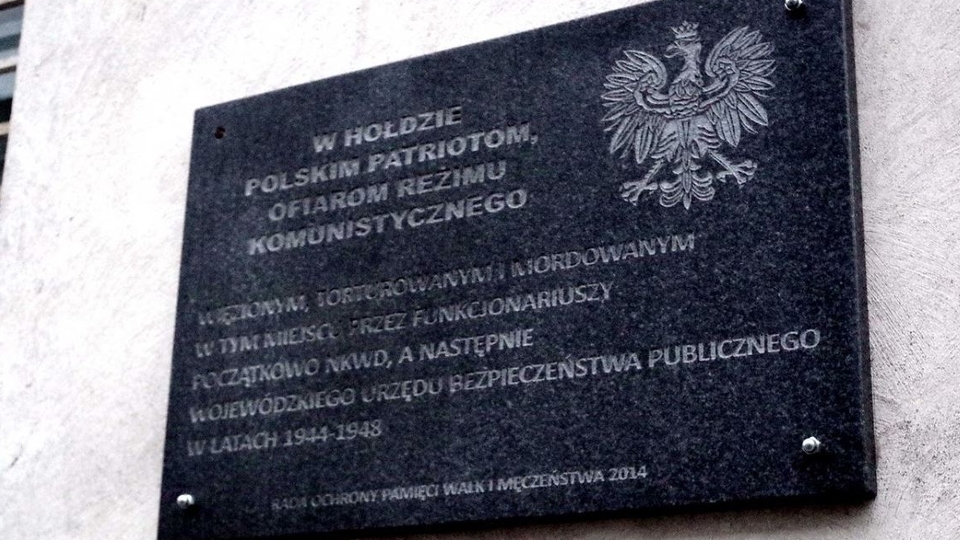 W HOŁDZIE
POLSKIM PATRIOTOM,
OFIAROM REŻIMU
KOMUNISTYCZNEGO
WIĘZIONYM, TORTUROWANYM I MORDOWANYM
W TYM MIEJSCU PRZEZ FUNKCJONARIUSZY
POCZĄTKOWO NKWD, A NASTĘPNIE
WOJEWÓDZKIEGO URZĘDU BEZPIECZEŃSTWA PUBLICZNEGO
W LATACH 1944-1948
RADA OCHRONY PAMIĘCI WALK I MĘCZEŃSTWA 2014